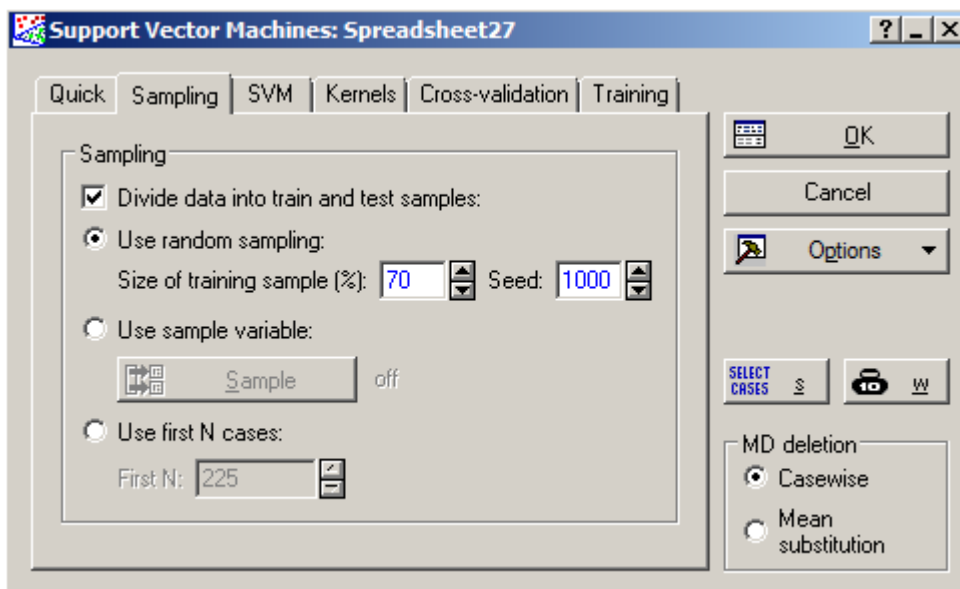 Support Vector Machines: Spreadsheet27
Quick Sampling SVM Kernels Cross-validation Training
Sampling
Divide data into train and test samples:
Use random sampling:
Size of training sample (%): 70 Seed: 1000
Use sample variable:
Sample off
Use first N cases:
First N: 225
OK
Cancel
Options
SELECT
CASES S
10 W
MD deletion
Casewise
Mean
substitution